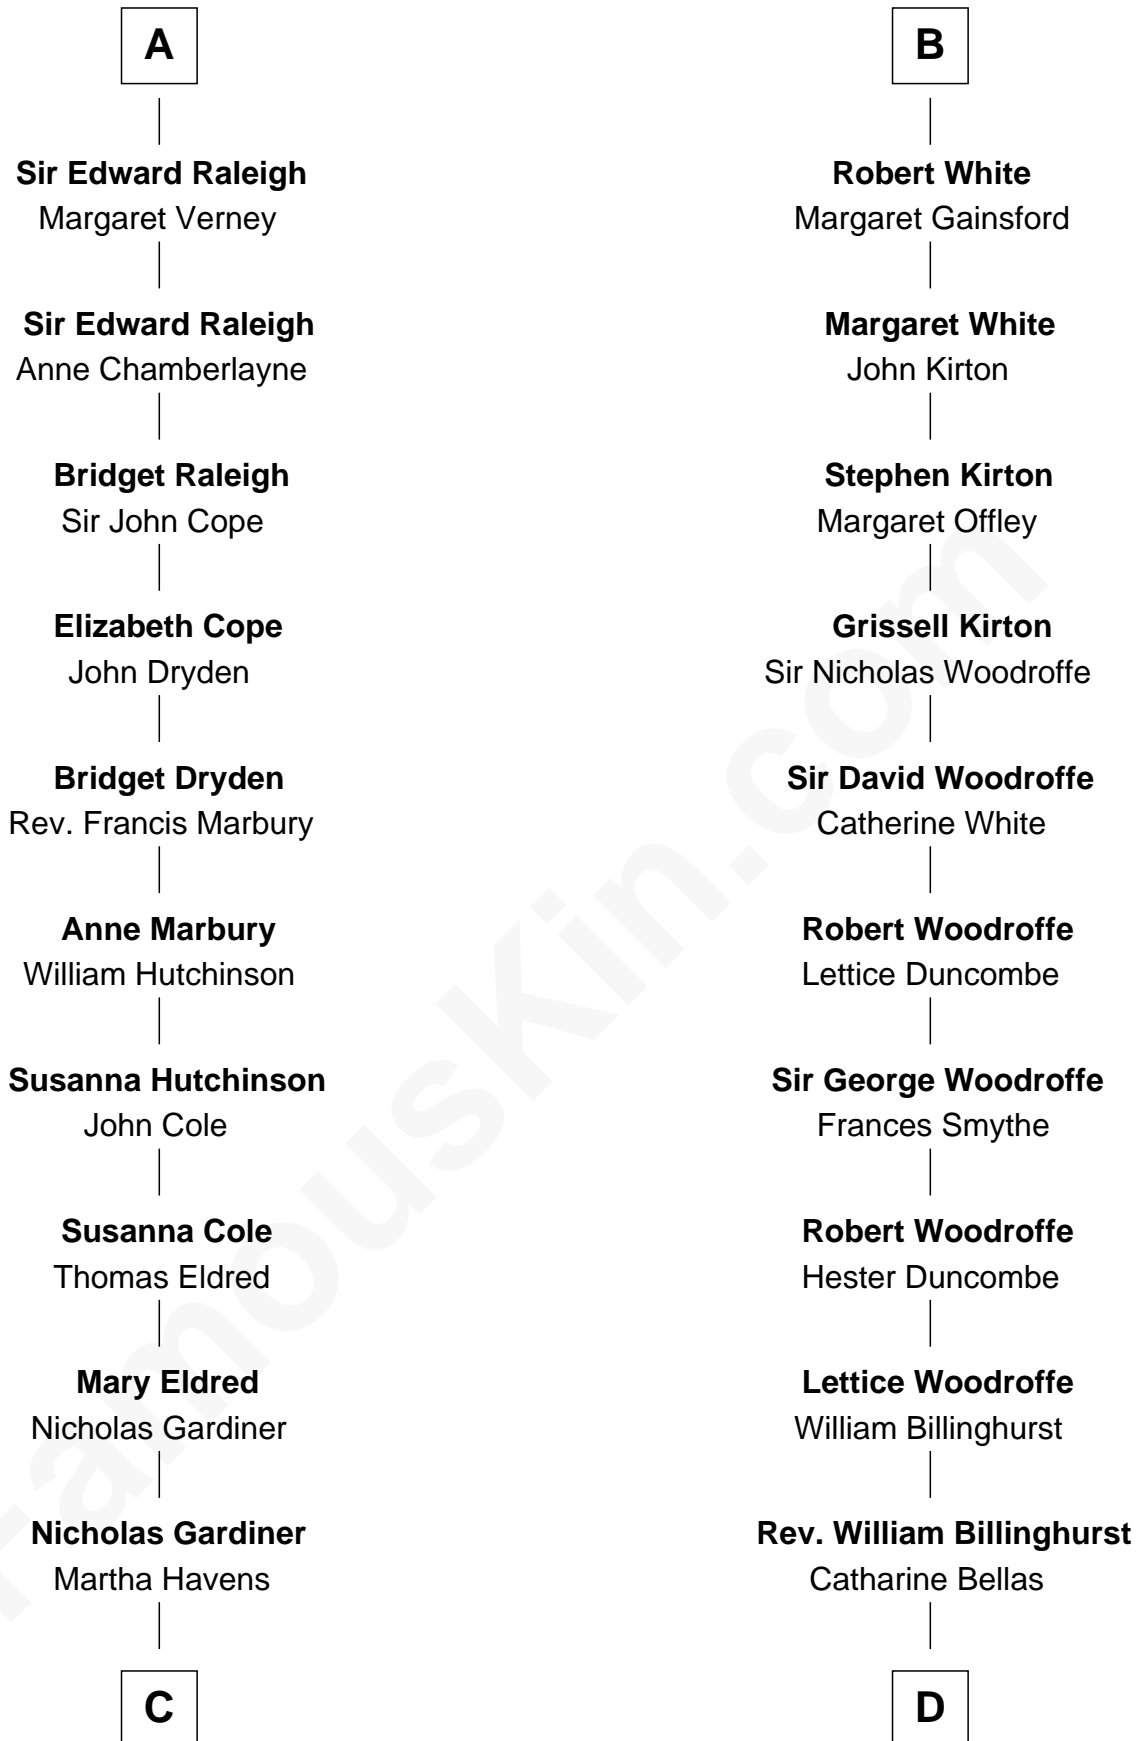 A
Sir Edward Raleigh
Margaret Verney
Sir Edward Raleigh
Anne Chamberlayne
Bridget Raleigh
Sir John Cope
Elizabeth Cope
John Dryden
Bridget Dryden
Rev. Francis Marbury
Anne Marbury
William Hutchinson
Susanna Hutchinson
John Cole
Susanna Cole
Thomas Eldred
Mary Eldred
Nicholas Gardiner
Nicholas Gardiner
Martha Havens
C
B
Robert White
Margaret Gainsford
Margaret White
John Kirton
Stephen Kirton
Margaret Offley
Grissell Kirton
Sir Nicholas Woodroffe
Sir David Woodroffe
Catherine White
Robert Woodroffe
Lettice Duncombe
Sir George Woodroffe
Frances Smythe
Robert Woodroffe
Hester Duncombe
Lettice Woodroffe
William Billinghurst
Rev. William Billinghurst
Catharine Bellas
D
FamousKin.com